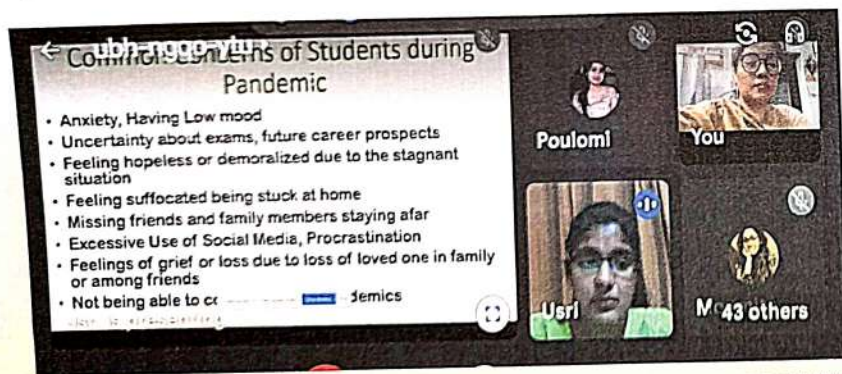 ubh-nggo-yiu
Common Concerns of Students during
Pandemic
• Anxiety, Having Low mood
• Uncertainty about exams, future career prospects
• Feeling hopeless or demoralized due to the stagnant
situation
• Feeling suffocated being stuck at home
• Missing friends and family members staying afar
• Excessive Use of Social Media, Procrastination
• Feelings of grief or loss due to loss of loved one in family
or among friends
• Not being able to
Poulomi
You
Usri
43 others